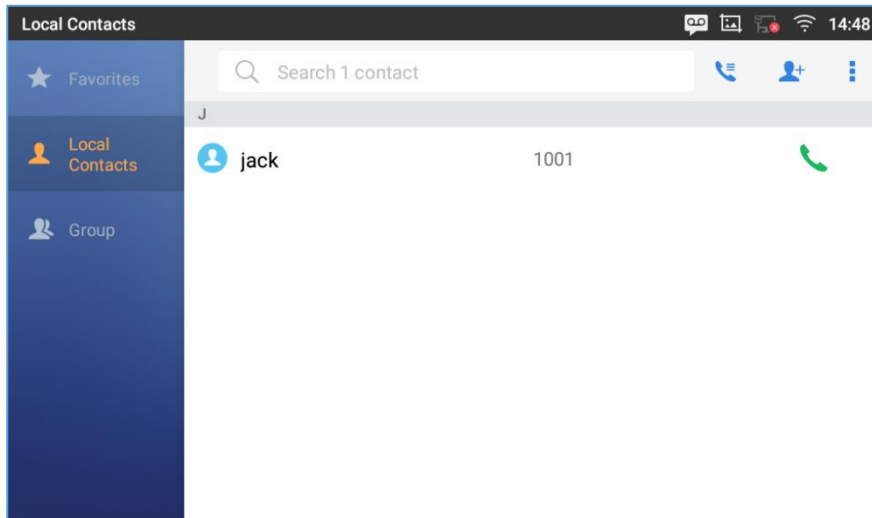 Local Contacts
14:48
Favorites
Search 1 contact
J
Local
Contacts
jack
1001
Group